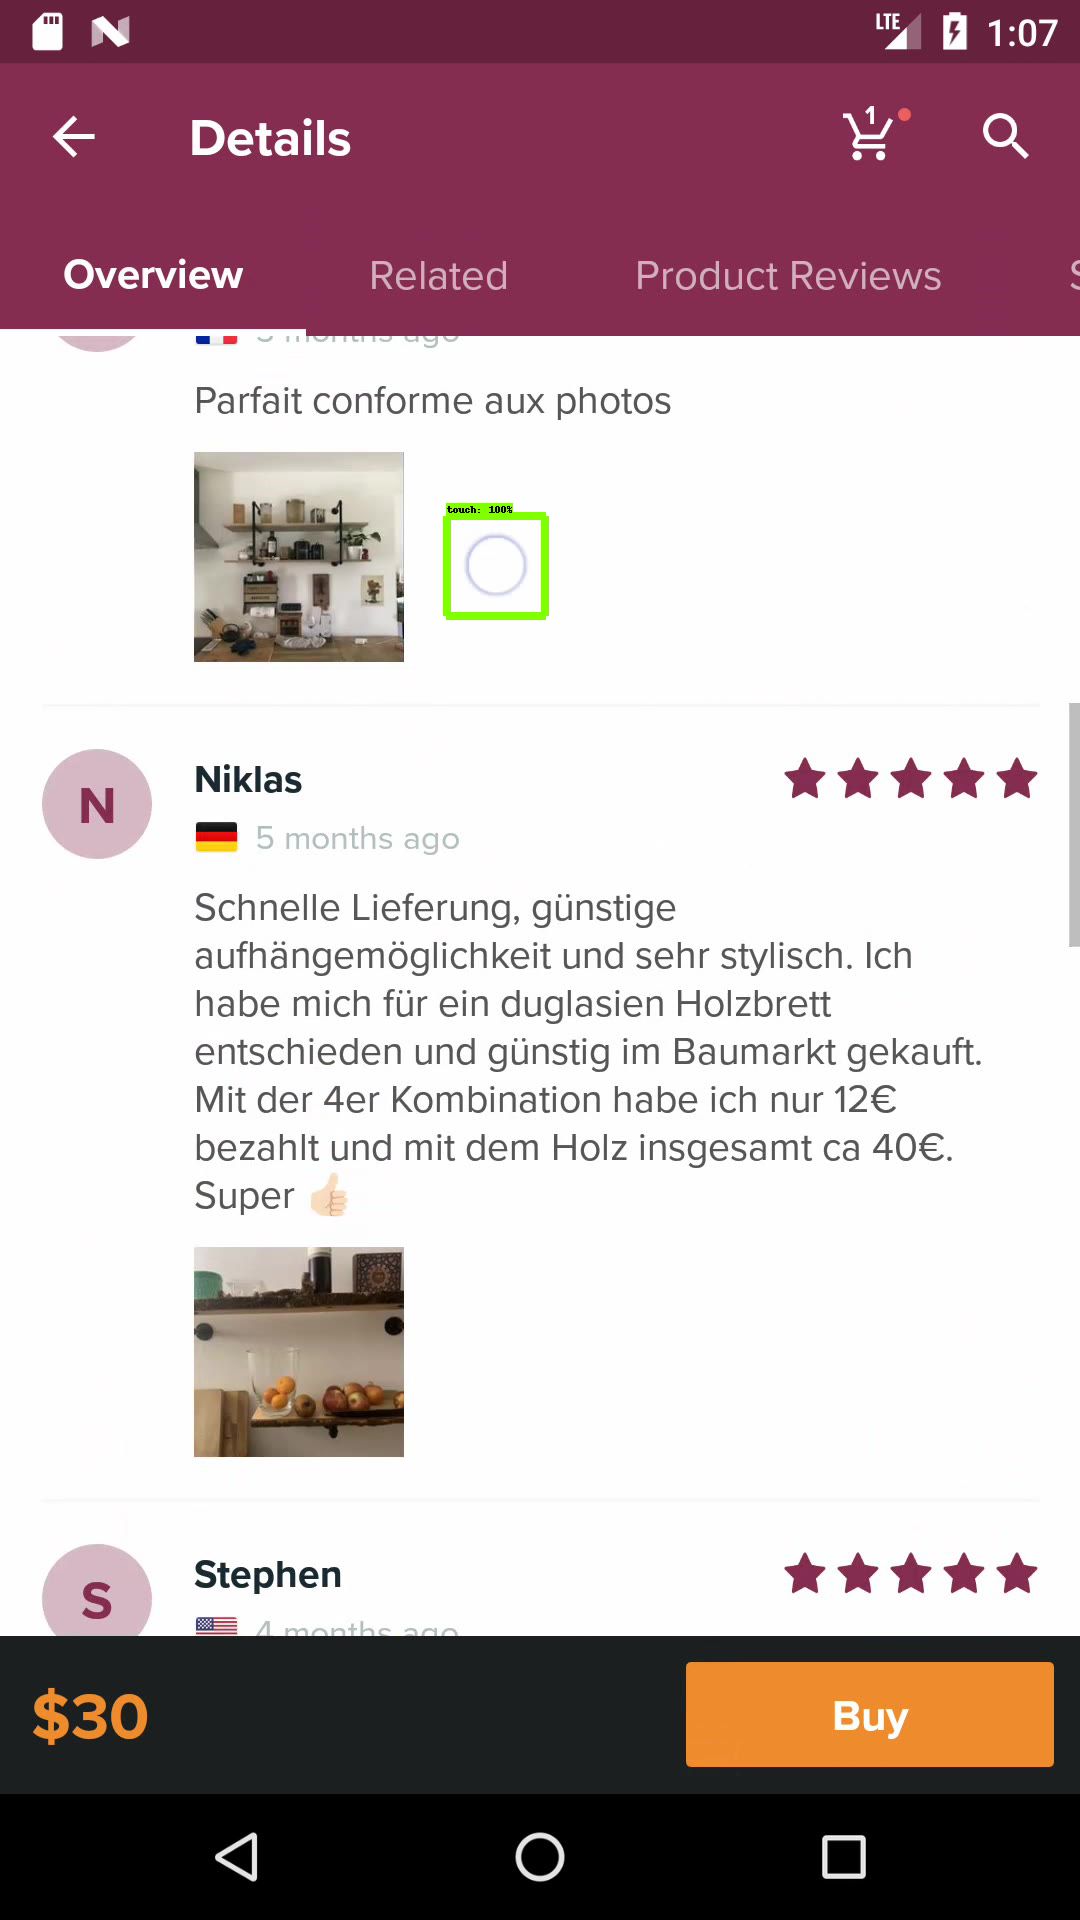 LTE 1:07
Details
1
Overview Related Product Reviews S
5 months ago
Parfait conforme aux photos
touch: 100%
N
Niklas
5 months ago
Schnelle Lieferung, günstige
aufhängemöglichkeit und sehr stylisch. Ich
habe mich für ein duglasien Holzbrett
entschieden und günstig im Baumarkt gekauft.
Mit der 4er Kombination habe ich nur 12€
bezahlt und mit dem Holz insgesamt ca 40€.
Super 👍🏻
S
Stephen
4 months ago
$30
Buy